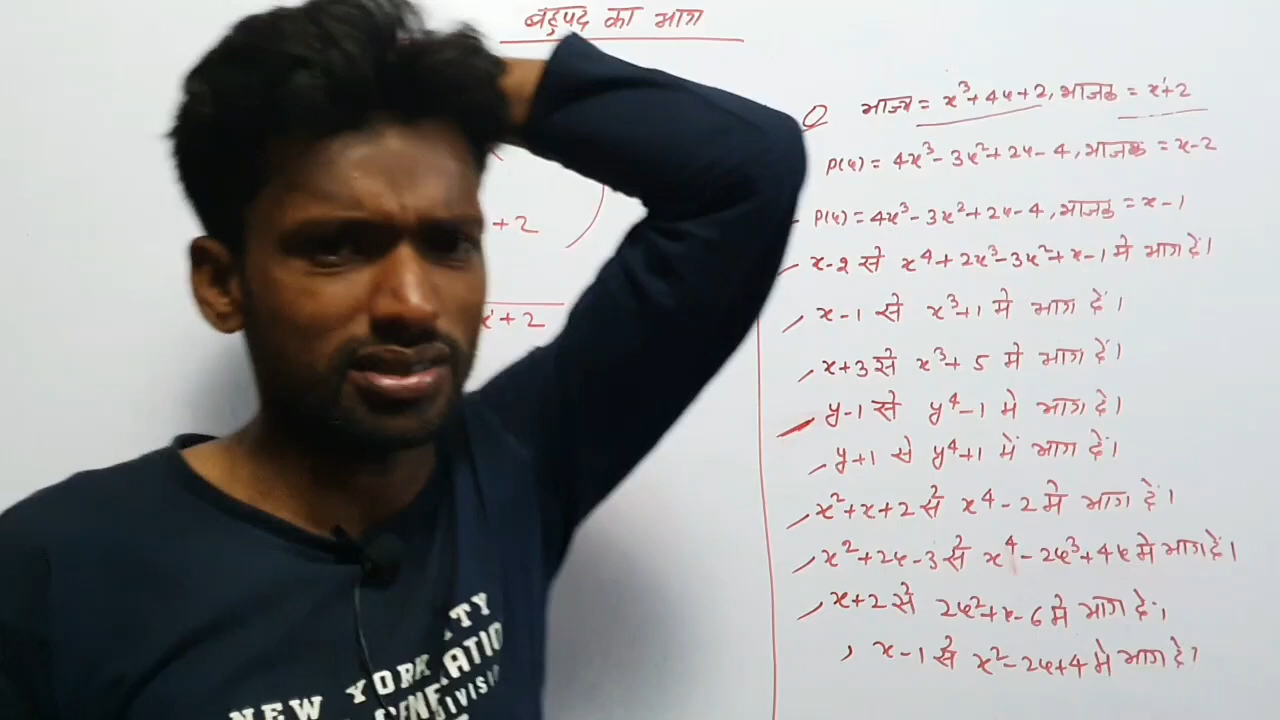 बहुपद का भाग
+ 2
x + 2
Q भाज्य = x³+4x+2, भाजक = x+2
P(x) = 4x³-3x²+2x-4, भाजक = x-2
P(x) = 4x³-3x²+2x-4, भाजक = x-1
x-2 से x⁴+2x³-3x²+x-1 मे भाग दें।
x-1 से x³+1 मे भाग दें।
x+3 से x³+5 मे भाग दें।
y-1 से y⁴-1 मे भाग दें।
y+1 से y⁴+1 में भाग दें।
x²+x+2 से x⁴-2 मे भाग दें।
x²+2x-3 से x⁴-2x³+4x मे भाग दें।
x+2 से 2x²+x-6 मे भाग दें।
x-1 से x²-2x+4 मे भाग दें।
NEW YORK CITY
GENERATION
DIVISI